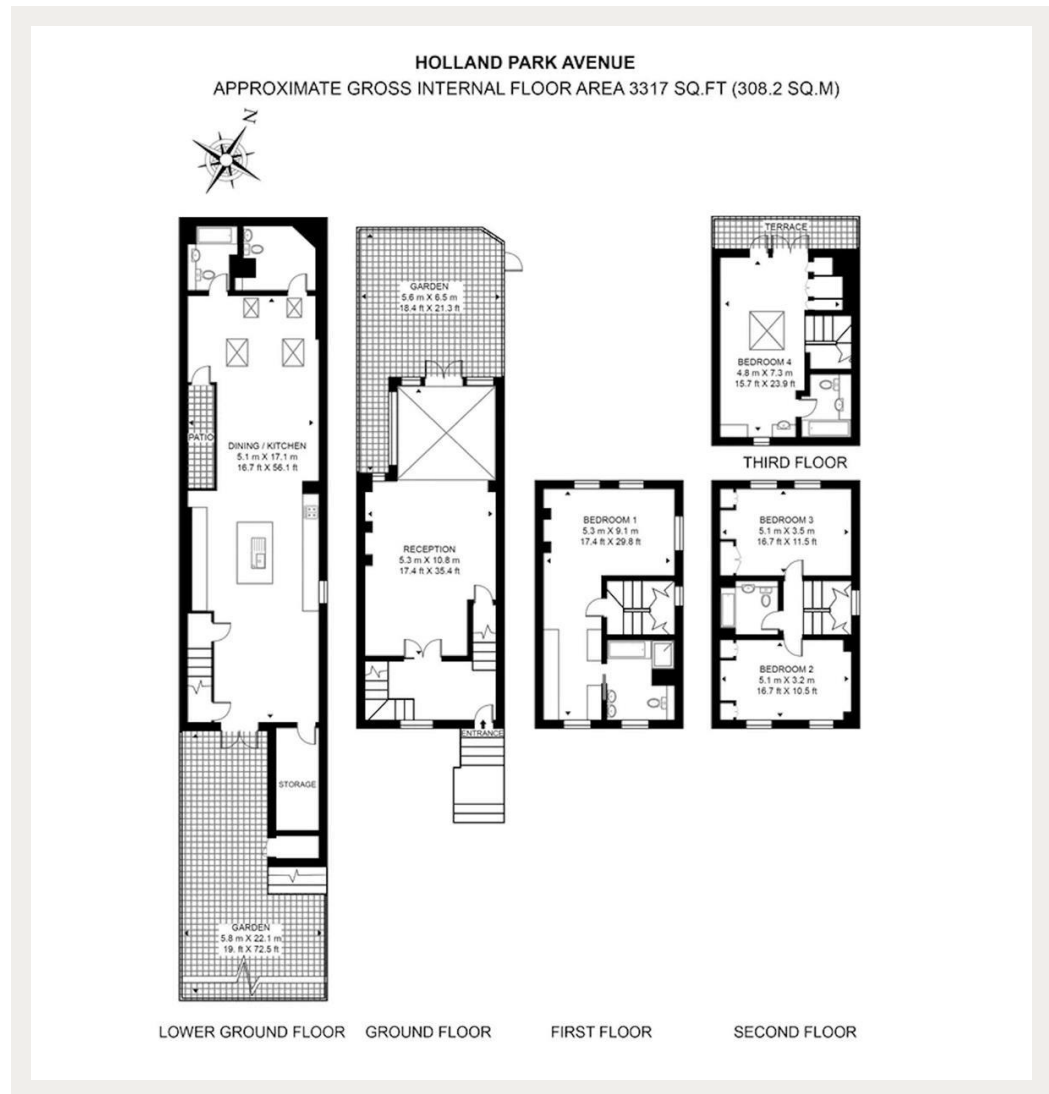 HOLLAND PARK AVENUE
APPROXIMATE GROSS INTERNAL FLOOR AREA 3317 SQ.FT (308.2 SQ.M)
N
PATIO
DINING / KITCHEN
5.1 m X 17.1 m
16.7 ft X 56.1 ft
STORAGE
GARDEN
5.8 m X 22.1 m
19. ft X 72.5 ft
LOWER GROUND FLOOR
GARDEN
5.6 m X 6.5 m
18.4 ft X 21.3 ft
RECEPTION
5.3 m X 10.8 m
17.4 ft X 35.4 ft
ENTRANCE
GROUND FLOOR
BEDROOM 1
5.3 m X 9.1 m
17.4 ft X 29.8 ft
FIRST FLOOR
TERRACE
BEDROOM 4
4.8 m X 7.3 m
15.7 ft X 23.9 ft
THIRD FLOOR
BEDROOM 3
5.1 m X 3.5 m
16.7 ft X 11.5 ft
BEDROOM 2
5.1 m X 3.2 m
16.7 ft X 10.5 ft
SECOND FLOOR